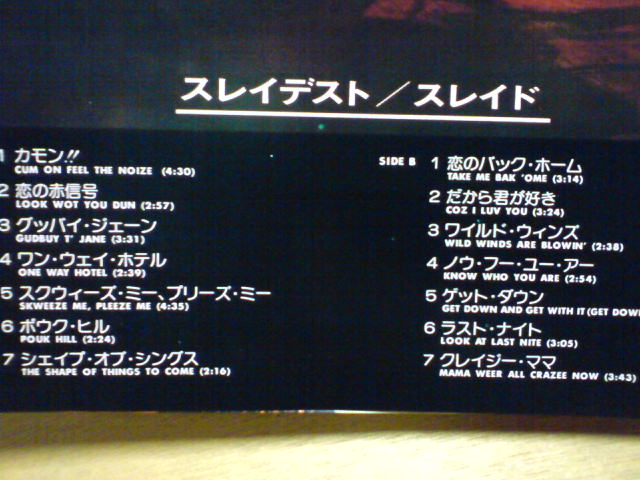 スレイデスト／スレイド
1 カモン!!
CUM ON FEEL THE NOIZE (4:30)
2 恋の赤信号
LOOK WOT YOU DUN (2:57)
3 グッバイ・ジェーン
GUDBUY T' JANE (3:31)
4 ワン・ウェイ・ホテル
ONE WAY HOTEL (2:39)
5 スクウィーズ・ミー、プリーズ・ミー
SKWEEZE ME, PLEEZE ME (4:35)
6 ポウク・ヒル
POUK HILL (2:24)
7 シェイプ・オブ・シングス
THE SHAPE OF THINGS TO COME (2:16)
SIDE B 1 恋のバック・ホーム
TAKE ME BAK 'OME (3:14)
2 だから君が好き
COZ I LUV YOU (3:24)
3 ワイルド・ウィンズ
WILD WINDS ARE BLOWIN' (2:38)
4 ノウ・フー・ユー・アー
KNOW WHO YOU ARE (2:54)
5 ゲット・ダウン
GET DOWN AND GET WITH IT (GET DOW
6 ラスト・ナイト
LOOK AT LAST NITE (3:05)
7 クレイジー・ママ
MAMA WEER ALL CRAZEE NOW (3:43)